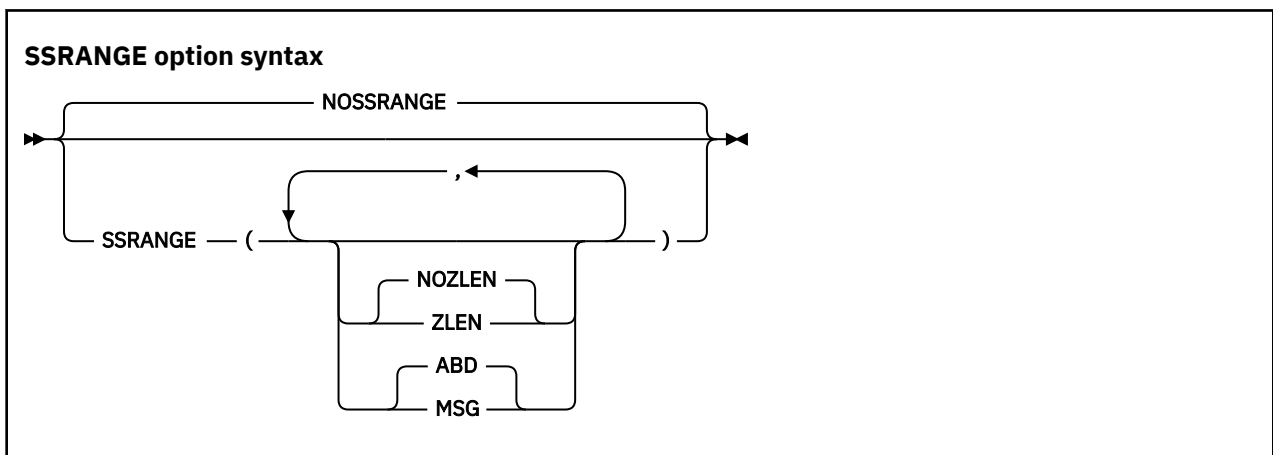 SSRANGE option syntax
NOSSRANGE
,
SSRANGE ( )
NOZLEN
ZLEN
ABD
MSG